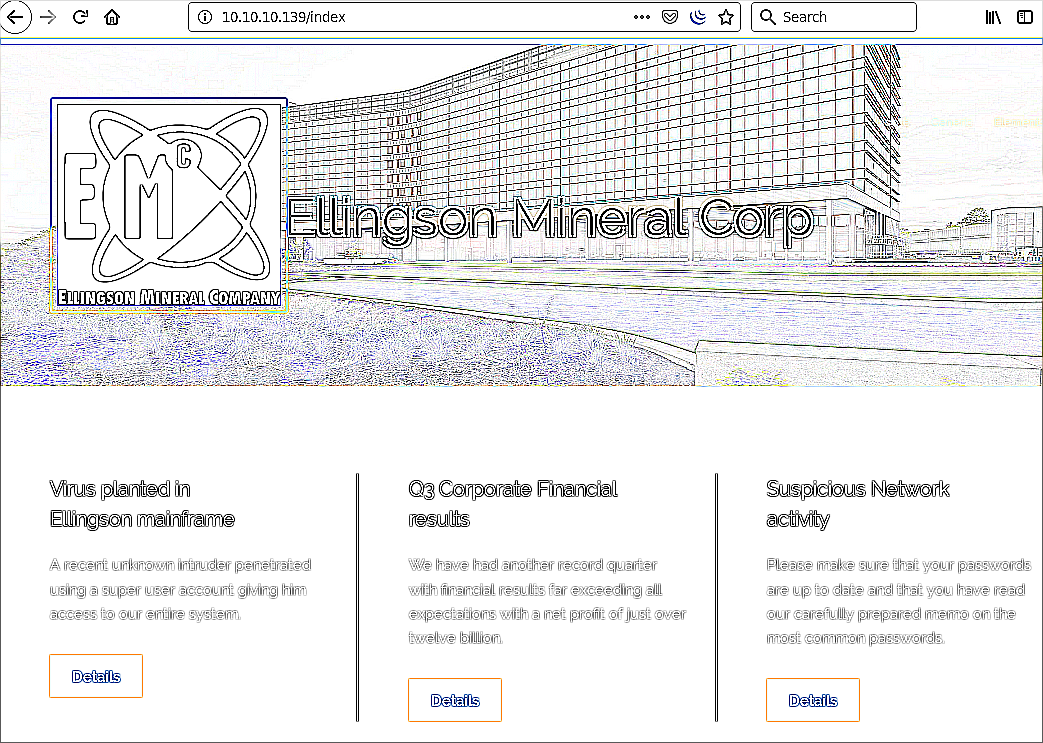 10.10.10.139/index
Search
E M C
Ellingson Mineral Corp
ELLINGSON MINERAL COMPANY
Virus planted in
Ellingson mainframe
A recent unknown intruder penetrated
using a super user account giving him
access to our entire system.
Details
Q3 Corporate Financial
results
We have had another record quarter
with financial results far exceeding all
expectations with a net profit of just over
twelve billion.
Details
Suspicious Network
activity
Please make sure that your passwords
are up to date and that you have read
our carefully prepared memo on the
most common passwords.
Details